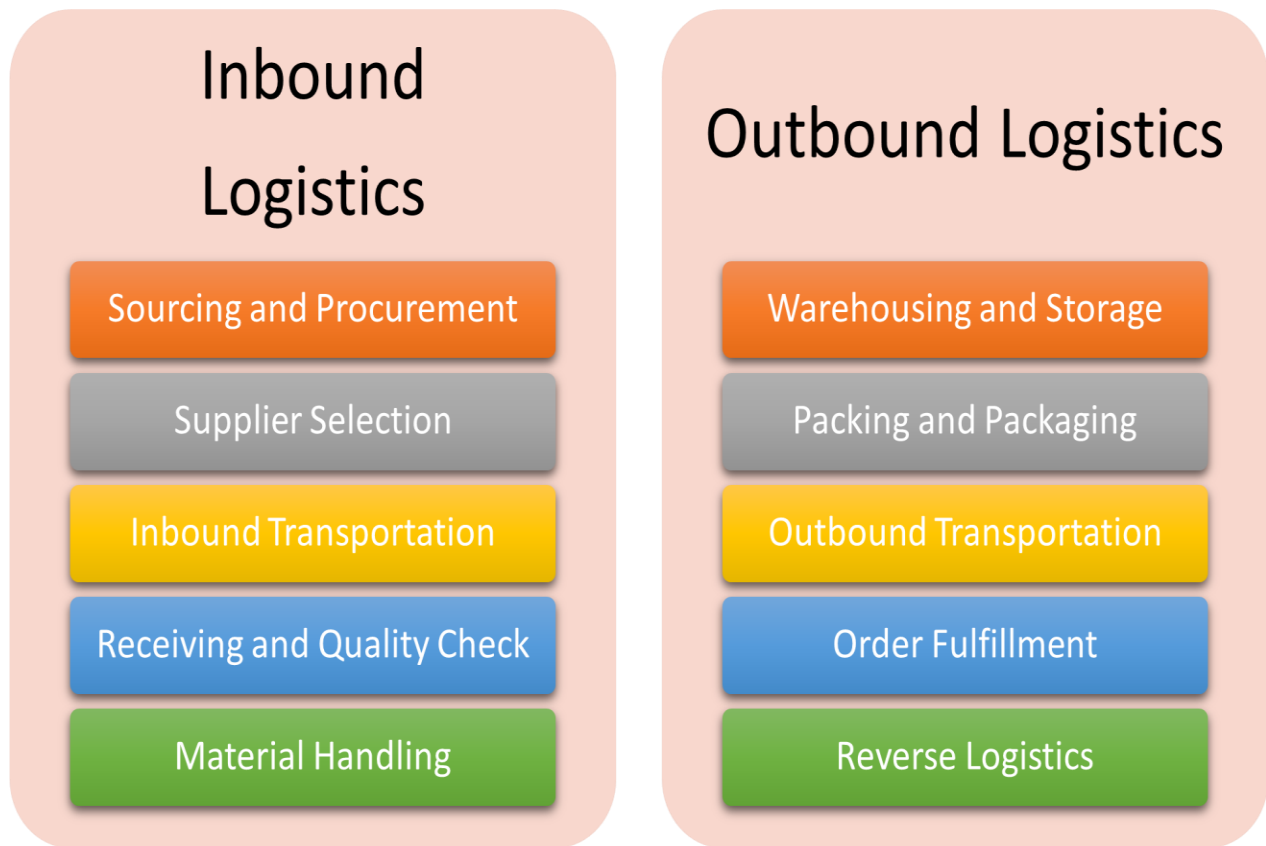 Inbound
Logistics
Sourcing and Procurement
Supplier Selection
Inbound Transportation
Receiving and Quality Check
Material Handling
Outbound Logistics
Warehousing and Storage
Packing and Packaging
Outbound Transportation
Order Fulfillment
Reverse Logistics